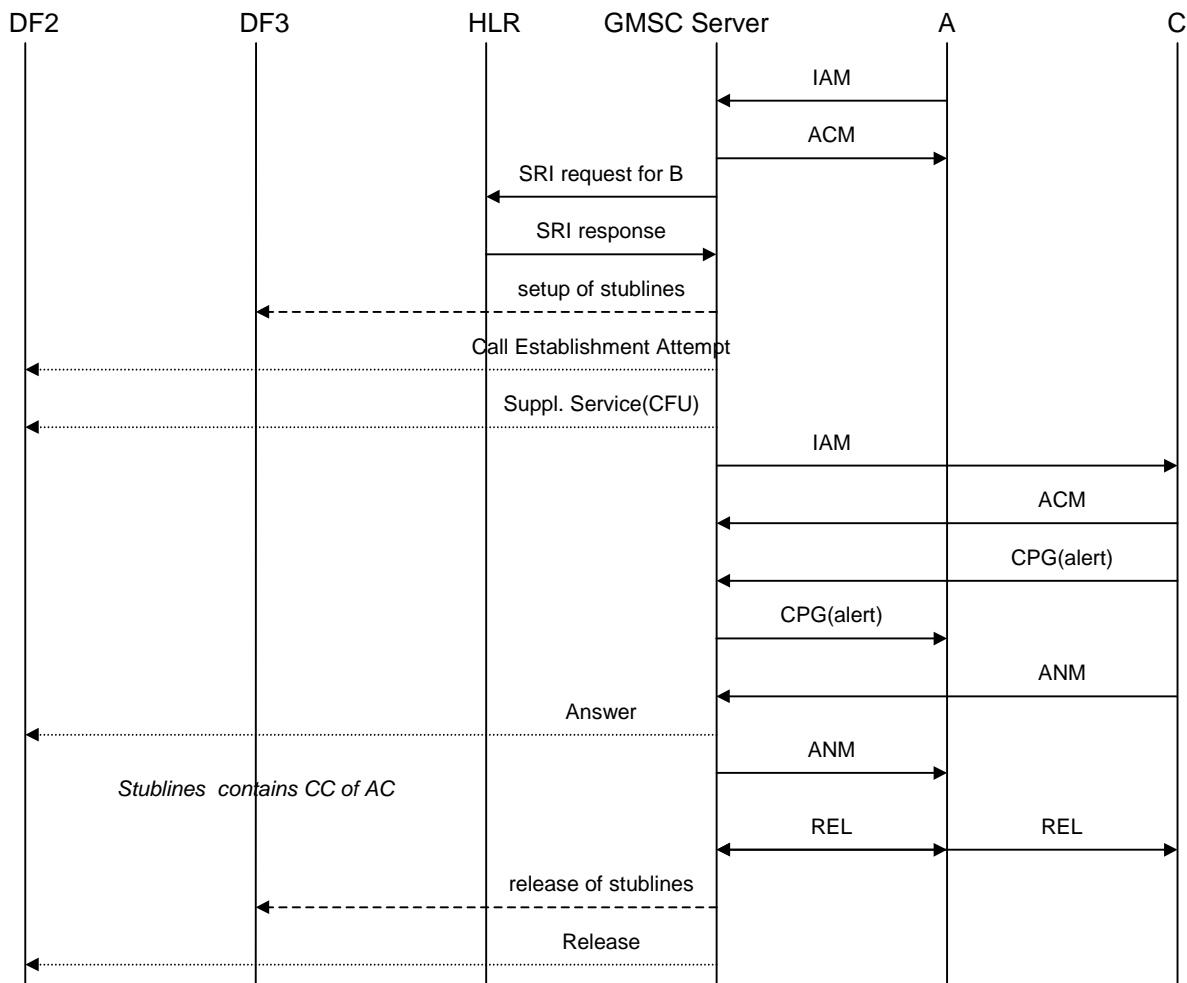 DF2 DF3 HLR GMSC Server A C
IAM
ACM
SRI request for B
SRI response
setup of stublines
Call Establishment Attempt
Suppl. Service(CFU)
IAM
ACM
CPG(alert)
CPG(alert)
ANM
Answer
ANM
Stublines contains CC of AC
REL REL
release of stublines
Release